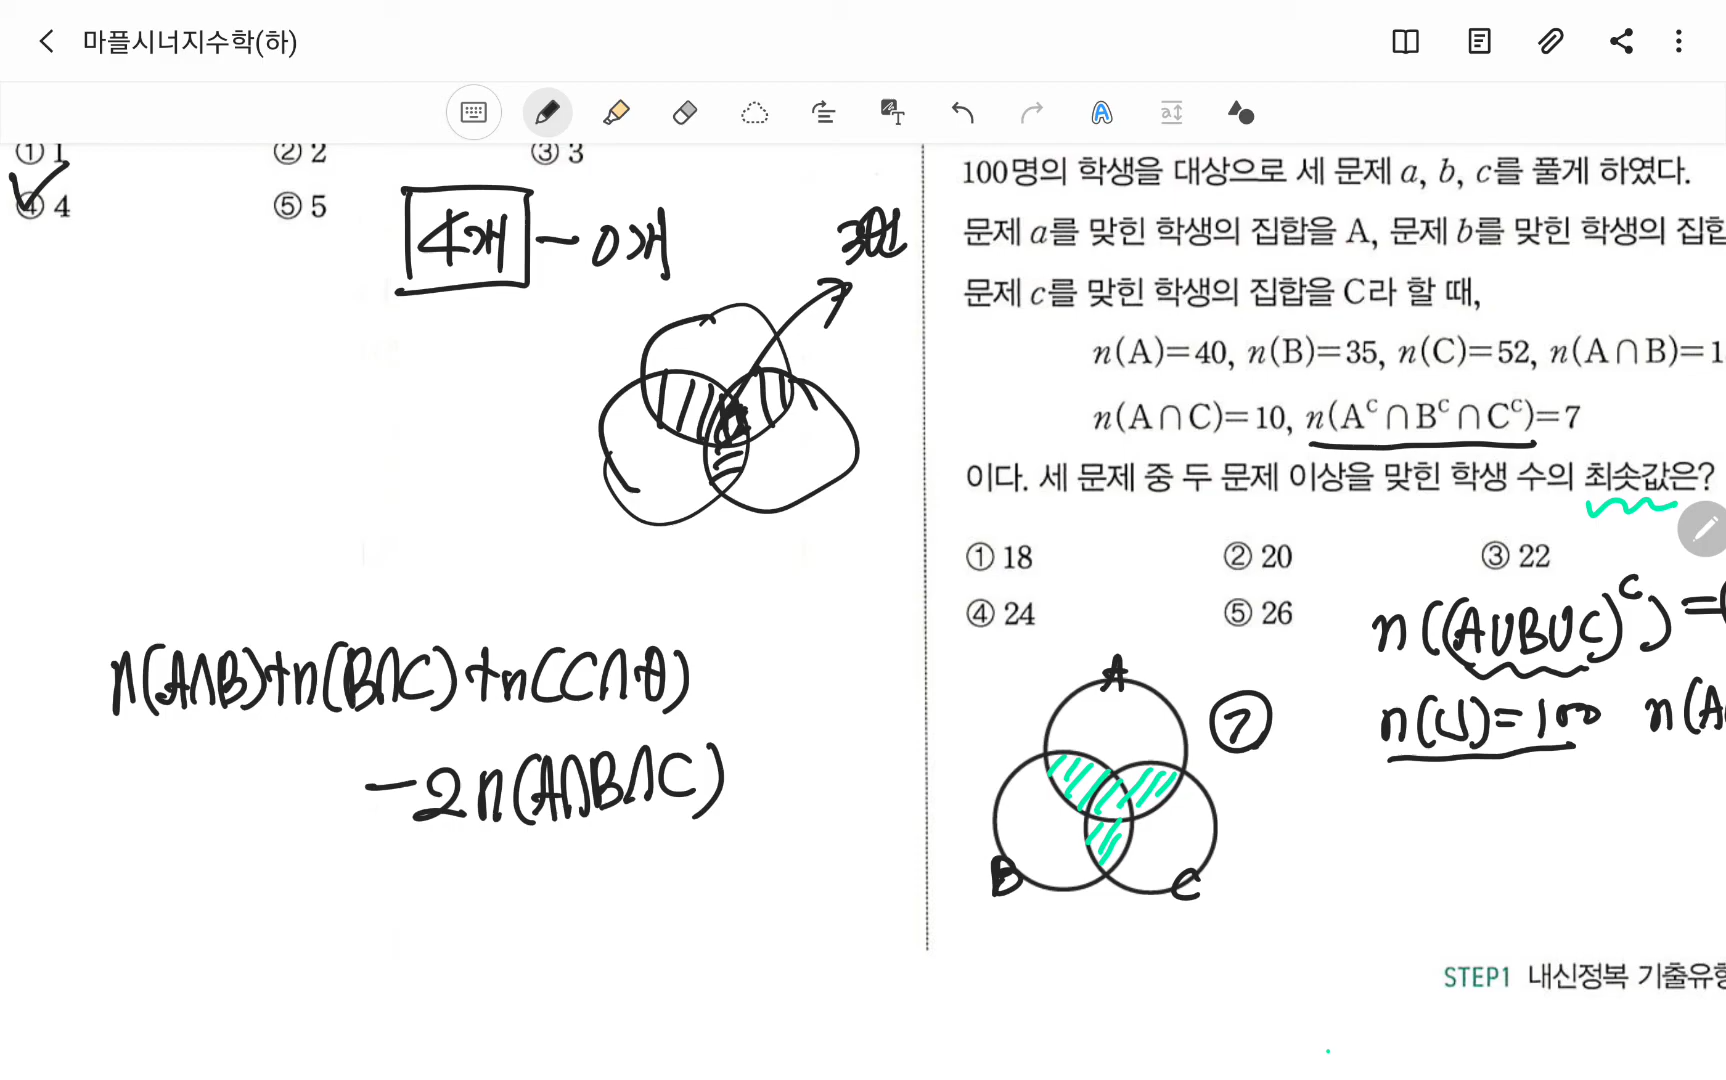 마플시너지수학(하)
① 1 ② 2 ③ 3
④ 4 ⑤ 5
4개 - 0개
n(A∩B)+n(B∩C)+n(C∩A)
-2n(A∩B∩C)
100명의 학생을 대상으로 세 문제 a, b, c를 풀게 하였다.
문제 a를 맞힌 학생의 집합을 A, 문제 b를 맞힌 학생의 집합
문제 c를 맞힌 학생의 집합을 C라 할 때,
n(A)=40, n(B)=35, n(C)=52, n(A∩B)=1
n(A∩C)=10, n(Aᶜ∩Bᶜ∩Cᶜ)=7
이다. 세 문제 중 두 문제 이상을 맞힌 학생 수의 최솟값은?
① 18 ② 20 ③ 22
④ 24 ⑤ 26
n((A∪B∪C)ᶜ)=
n(U)=100 n(A
A
7
B
C
STEP1 내신정복 기출유형